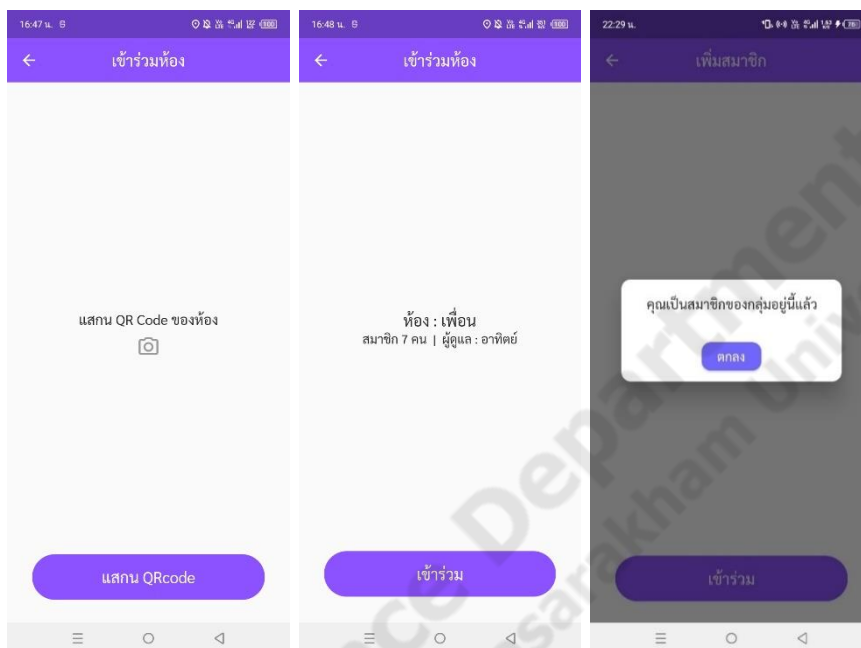 16:47 น.
เข้าร่วมห้อง
แสกน QR Code ของห้อง
แสกน QRcode
16:48 น.
เข้าร่วมห้อง
ห้อง : เพื่อน
สมาชิก 7 คน | ผู้ดูแล : อาทิตย์
เข้าร่วม
22:29 น.
เพิ่มสมาชิก
คุณเป็นสมาชิกของกลุ่มอยู่นี้แล้ว
ตกลง
เข้าร่วม